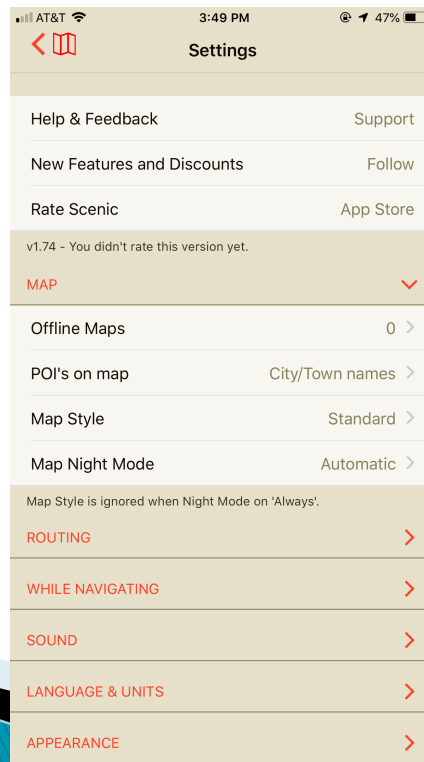 AT&T 3:49 PM 47%
Settings
Help & Feedback Support
New Features and Discounts Follow
Rate Scenic App Store
v1.74 - You didn't rate this version yet.
MAP
Offline Maps 0
POI's on map City/Town names
Map Style Standard
Map Night Mode Automatic
Map Style is ignored when Night Mode on 'Always'.
ROUTING
WHILE NAVIGATING
SOUND
LANGUAGE & UNITS
APPEARANCE